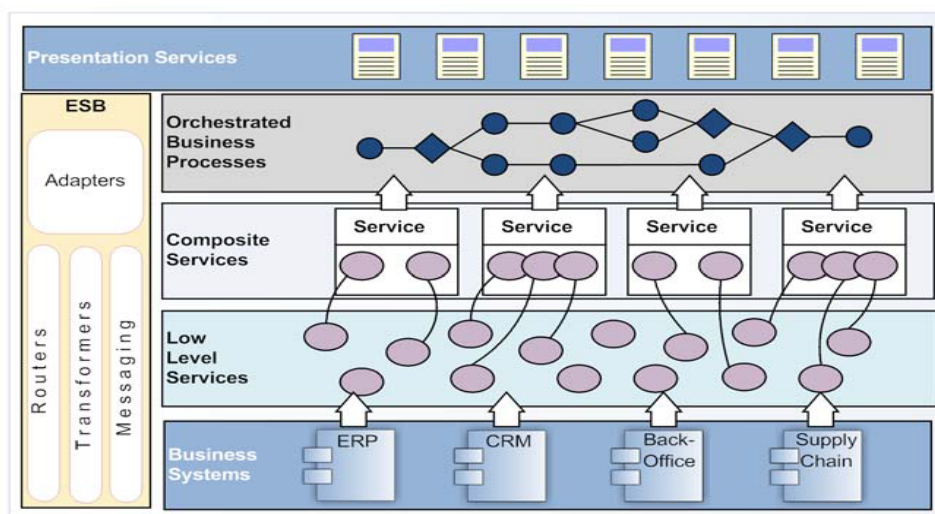 Presentation Services
ESB
Adapters
Routers
Transformers
Messaging
Orchestrated
Business
Processes
Composite
Services
Service
Service
Service
Service
Low
Level
Services
Business
Systems
ERP
CRM
Back-
Office
Supply
Chain